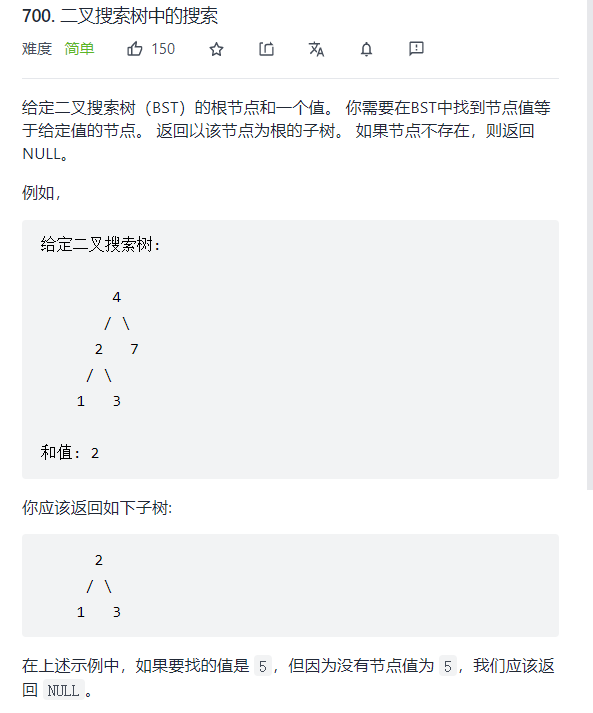 700. 二叉搜索树中的搜索
难度 简单 150
给定二叉搜索树（BST）的根节点和一个值。 你需要在BST中找到节点值等
于给定值的节点。 返回以该节点为根的子树。 如果节点不存在，则返回
NULL。
例如，
给定二叉搜索树:
4
/ \
2 7
/ \
1 3
和值: 2
你应该返回如下子树:
2
/ \
1 3
在上述示例中，如果要找的值是 5，但因为没有节点值为 5，我们应该返
回 NULL。